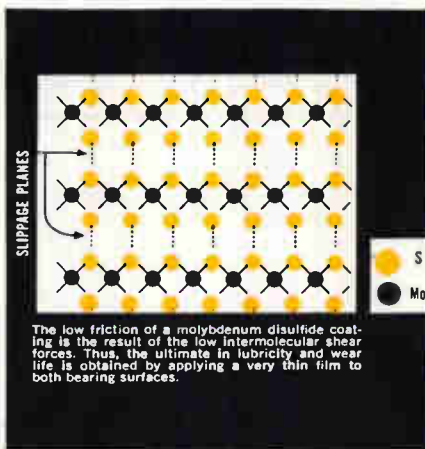 SLIPPAGE PLANES
S
Mo
The low friction of a molybdenum disulfide coat-
ing is the result of the low intermolecular shear
forces. Thus, the ultimate in lubricity and wear
life is obtained by applying a very thin film to
both bearing surfaces.